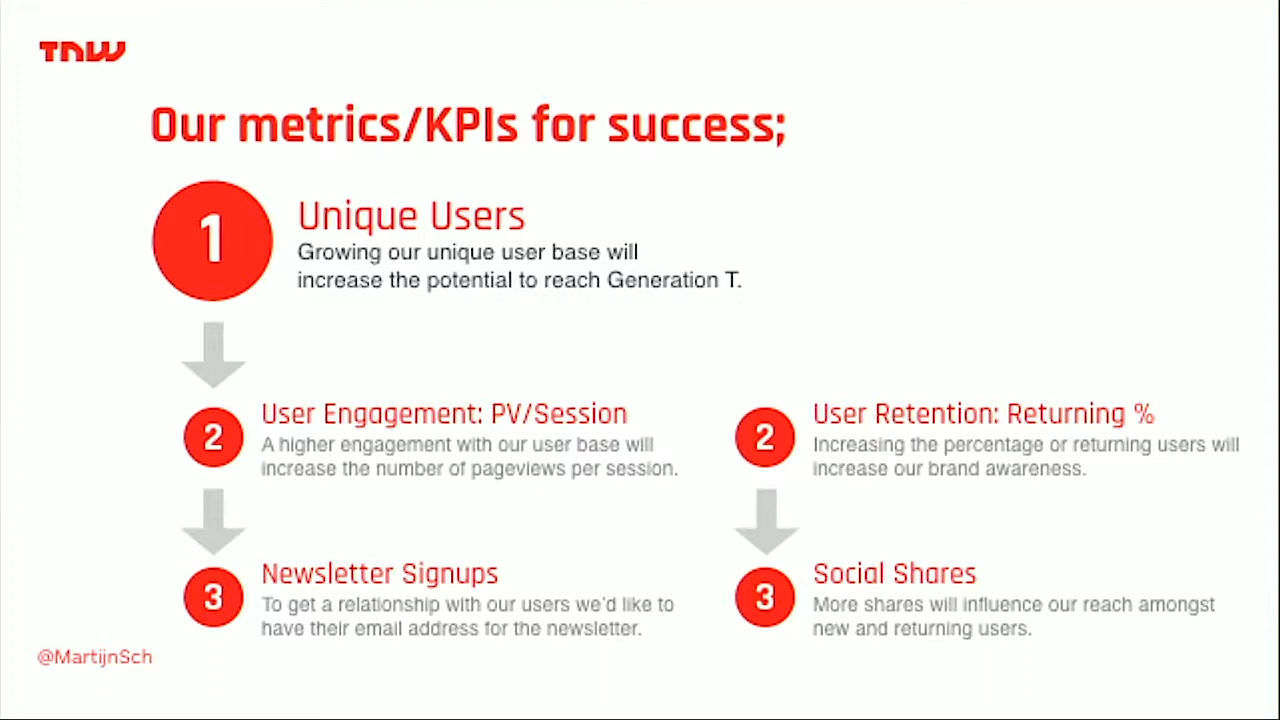 TNW
Our metrics/KPIs for success;
1
Unique Users
Growing our unique user base will
increase the potential to reach Generation T.
2
User Engagement: PV/Session
A higher engagement with our user base will
increase the number of pageviews per session.
2
User Retention: Returning %
Increasing the percentage or returning users will
increase our brand awareness.
3
Newsletter Signups
To get a relationship with our users we'd like to
have their email address for the newsletter.
3
Social Shares
More shares will influence our reach amongst
new and returning users.
@MartijnSch